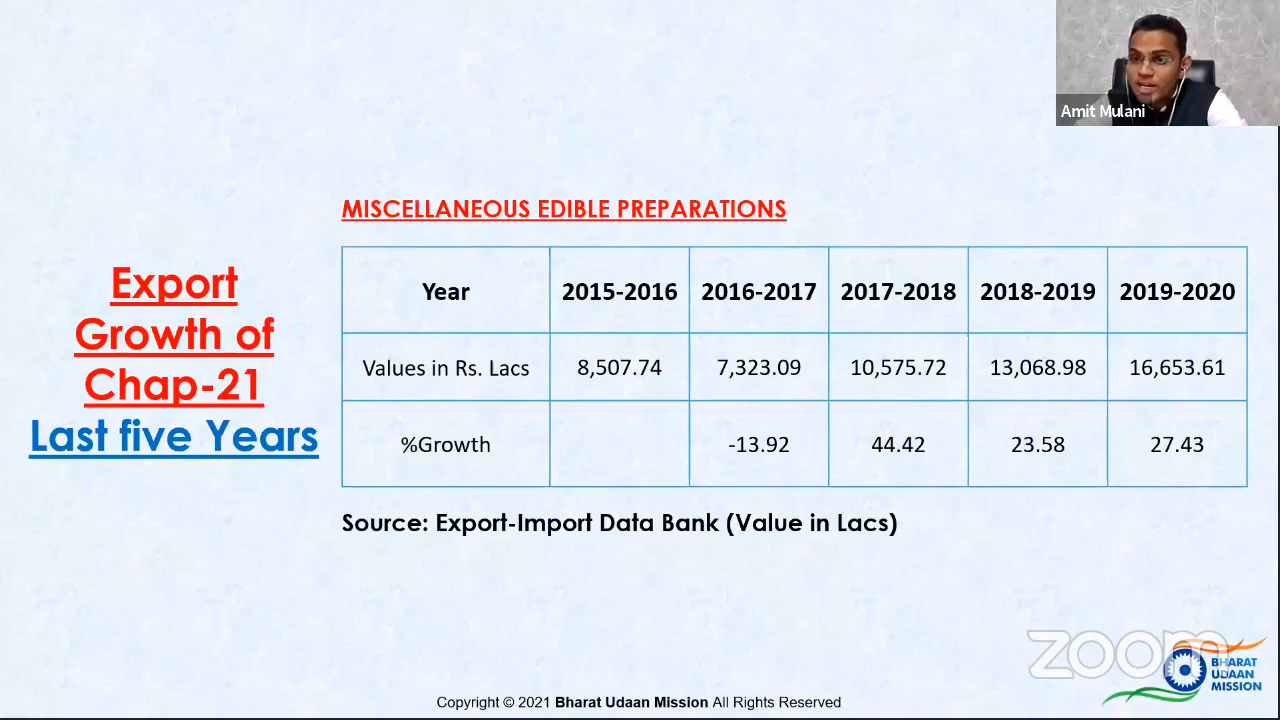 Amit Mulani
MISCELLANEOUS EDIBLE PREPARATIONS
Export
Growth of
Chap-21
Last five Years
Year 2015-2016 2016-2017 2017-2018 2018-2019 2019-2020
Values in Rs. Lacs 8,507.74 7,323.09 10,575.72 13,068.98 16,653.61
%Growth -13.92 44.42 23.58 27.43
Source: Export-Import Data Bank (Value in Lacs)
zoom
BHARAT
UDAAN
MISSION
Copyright © 2021 Bharat Udaan Mission All Rights Reserved